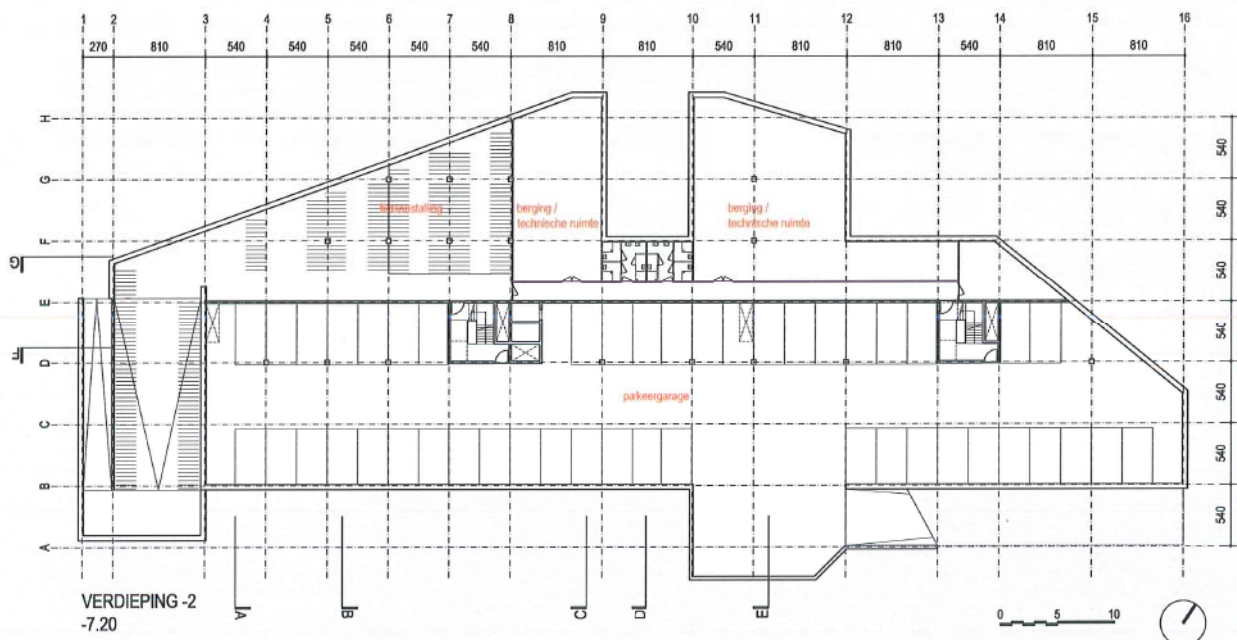 1 2 3 4 5 6 7 8 9 10 11 12 13 14 15 16
270 810 540 540 540 540 540 810 810 540 810 810 540 810 810
H
G
F
E
D
C
B
A
540
540
540
540
540
540
540
G
F
fietsenstalling
berging /
technische ruimte
berging /
technische ruimte
parkeergarage
A B C D E
VERDIEPING -2
-7.20
0 5 10